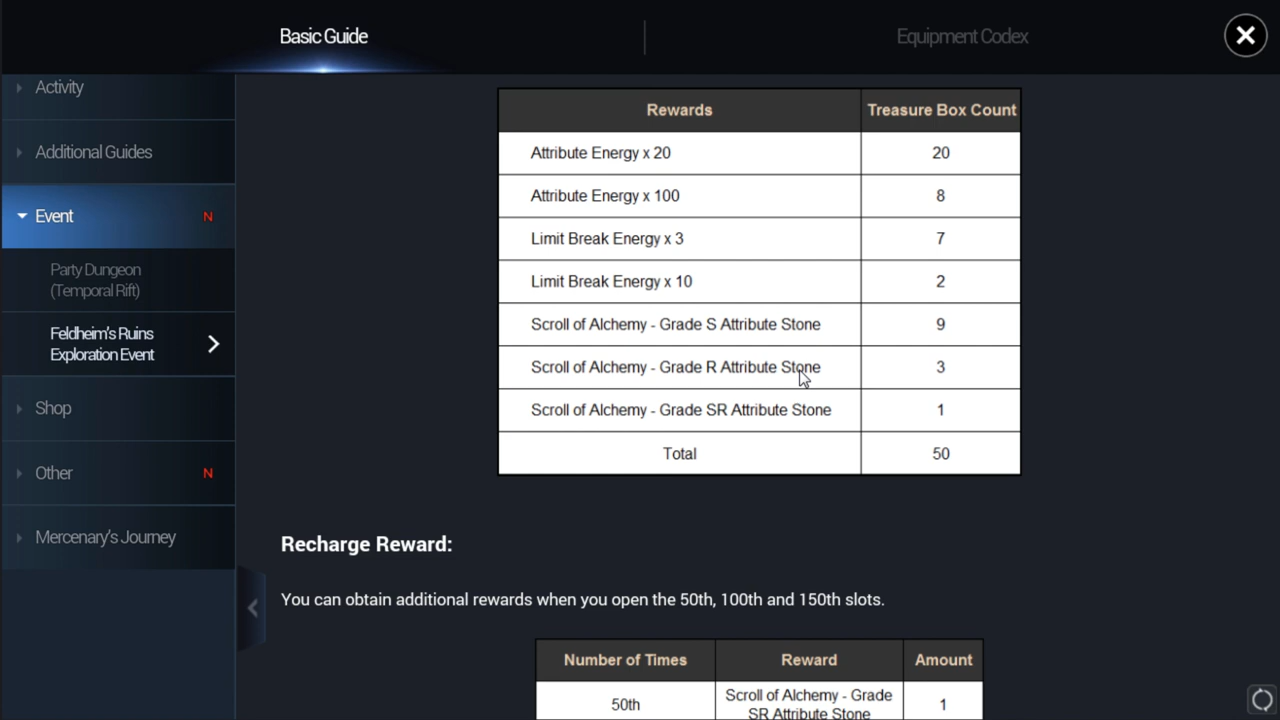 Basic Guide
Equipment Codex
Activity
Additional Guides
Event N
Party Dungeon
(Temporal Rift)
Feldheim's Ruins
Exploration Event
Shop
Other N
Mercenary's Journey
Rewards Treasure Box Count
Attribute Energy x 20 20
Attribute Energy x 100 8
Limit Break Energy x 3 7
Limit Break Energy x 10 2
Scroll of Alchemy - Grade S Attribute Stone 9
Scroll of Alchemy - Grade R Attribute Stone 3
Scroll of Alchemy - Grade SR Attribute Stone 1
Total 50
Recharge Reward:
You can obtain additional rewards when you open the 50th, 100th and 150th slots.
Number of Times Reward Amount
50th Scroll of Alchemy - Grade 1
SR Attribute Stone